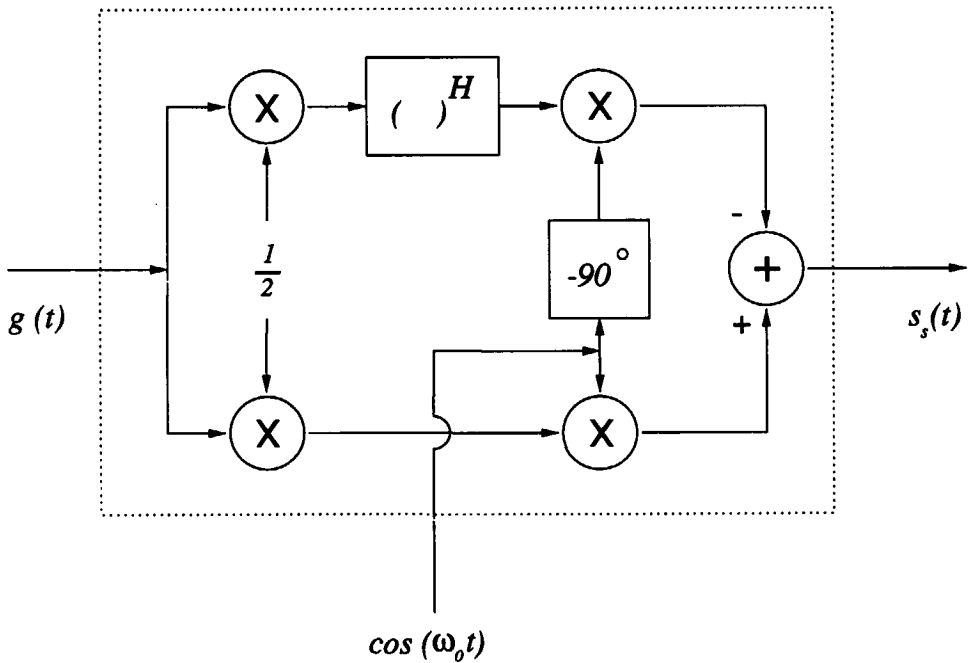 X
( )^H
X
-
1/2
-90°
+
g (t)
+
s_s(t)
X
X
cos (ω_o t)